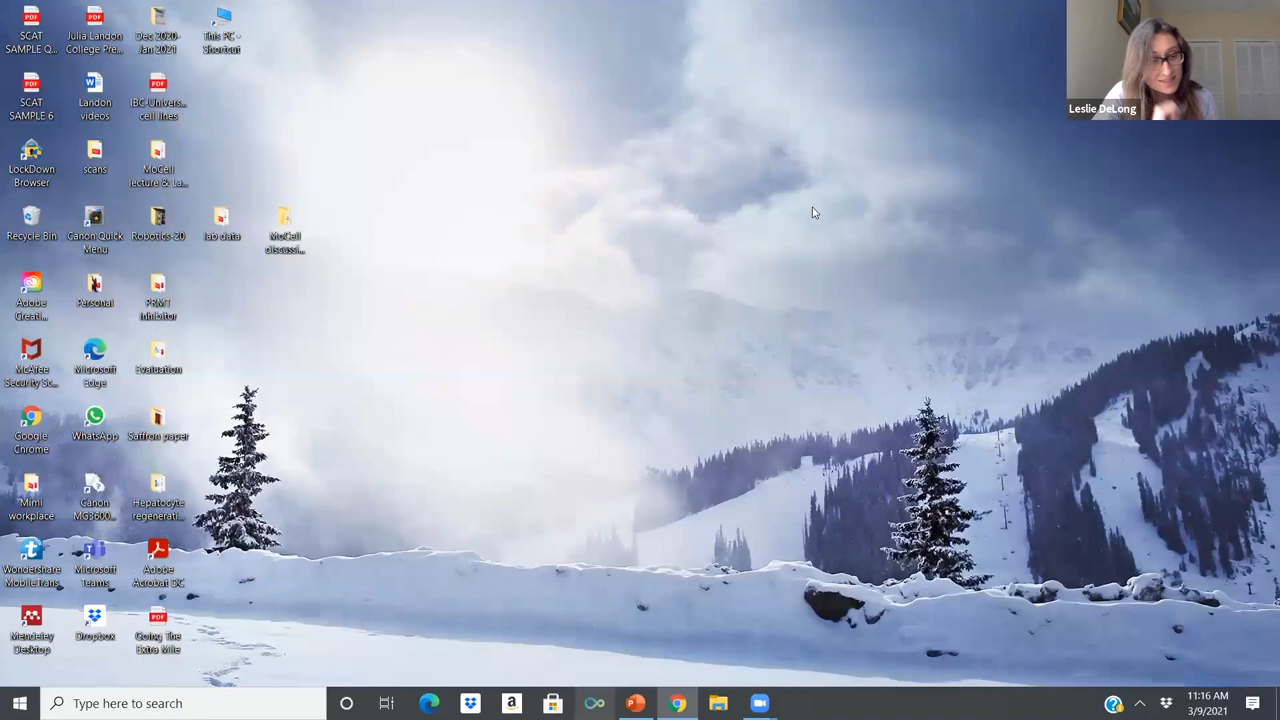 SCAT
SAMPLE Q...
Julia Landon
College Pre...
Dec 2020-
Jan 2021
This PC -
Shortcut
SCAT
SAMPLE 6
Landon
videos
IBC-Univers...
cell lines
LockDown
Browser
scans
MoCell
lecture & La...
Recycle Bin
Canon Quick
Menu
Robotics-20
lab data
MoCell
discussi...
Adobe
Creati...
Personal
PRMT
inhibitor
McAfee
Security Sc...
Microsoft
Edge
Evaluation
Google
Chrome
WhatsApp
Saffron paper
Mimi
workplace
Canon
MG3600...
Hepatocyte
regenerati...
Wondershare
MobileTrans
Microsoft
Teams
Adobe
Acrobat DC
Mendeley
Desktop
Dropbox
Going The
Extra Mile
Leslie DeLong
Type here to search
11:16 AM
3/9/2021